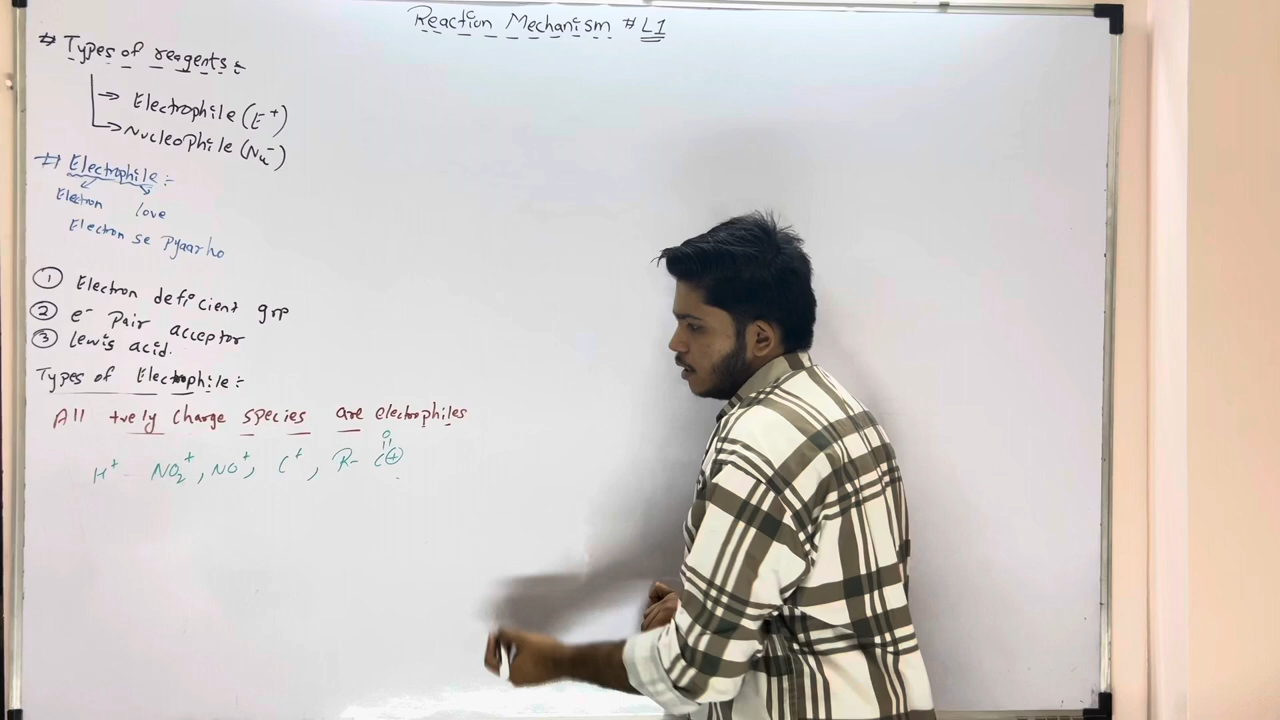 Reaction Mechanism # L1
# Types of reagents :-
→ Electrophile (E⁺)
→ Nucleophile (Nu⁻)
# Electrophile :-
Eletron love
Electron se Pyaar ho
① Electron deficient grp
② e⁻ Pair acceptor
③ lewis acid.
Types of Electrophile :-
All +vely charge species are electrophiles
O
H⁺ NO₂⁺, NO⁺, C⁺, R- C⊕